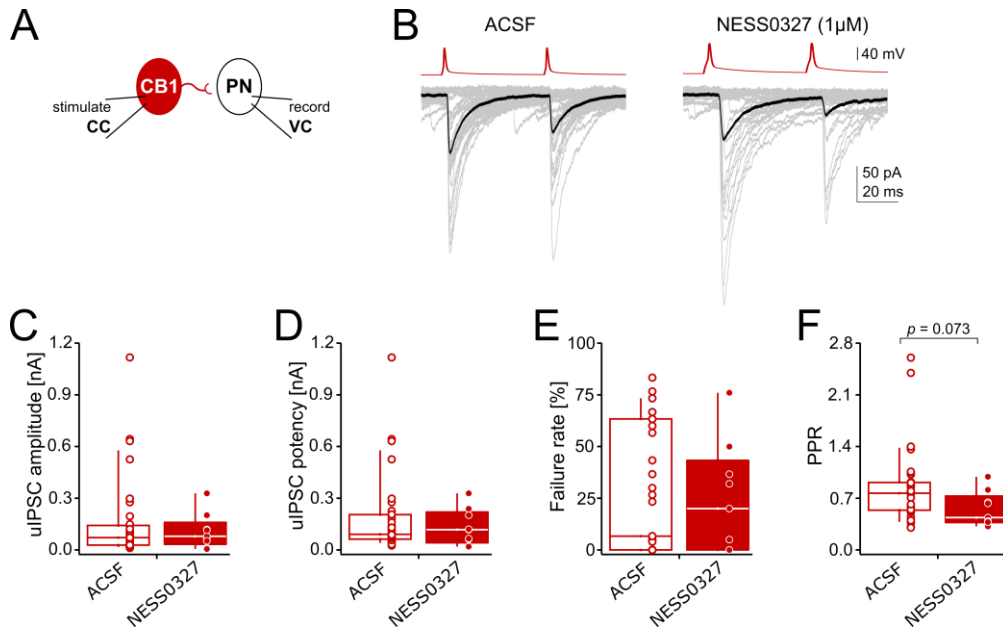 A
CB1
PN
stimulate
CC
record
VC
B
ACSF
NESS0327 (1µM)
40 mV
50 pA
20 ms
C
uIPSC amplitude [nA]
1.2
0.9
0.6
0.3
0.0
ACSF
NESS0327
D
uIPSC potency [nA]
1.2
0.9
0.6
0.3
0.0
ACSF
NESS0327
E
Failure rate [%]
100
75
50
25
0
ACSF
NESS0327
F
p = 0.073
PPR
2.8
2.1
1.4
0.7
0.0
ACSF
NESS0327